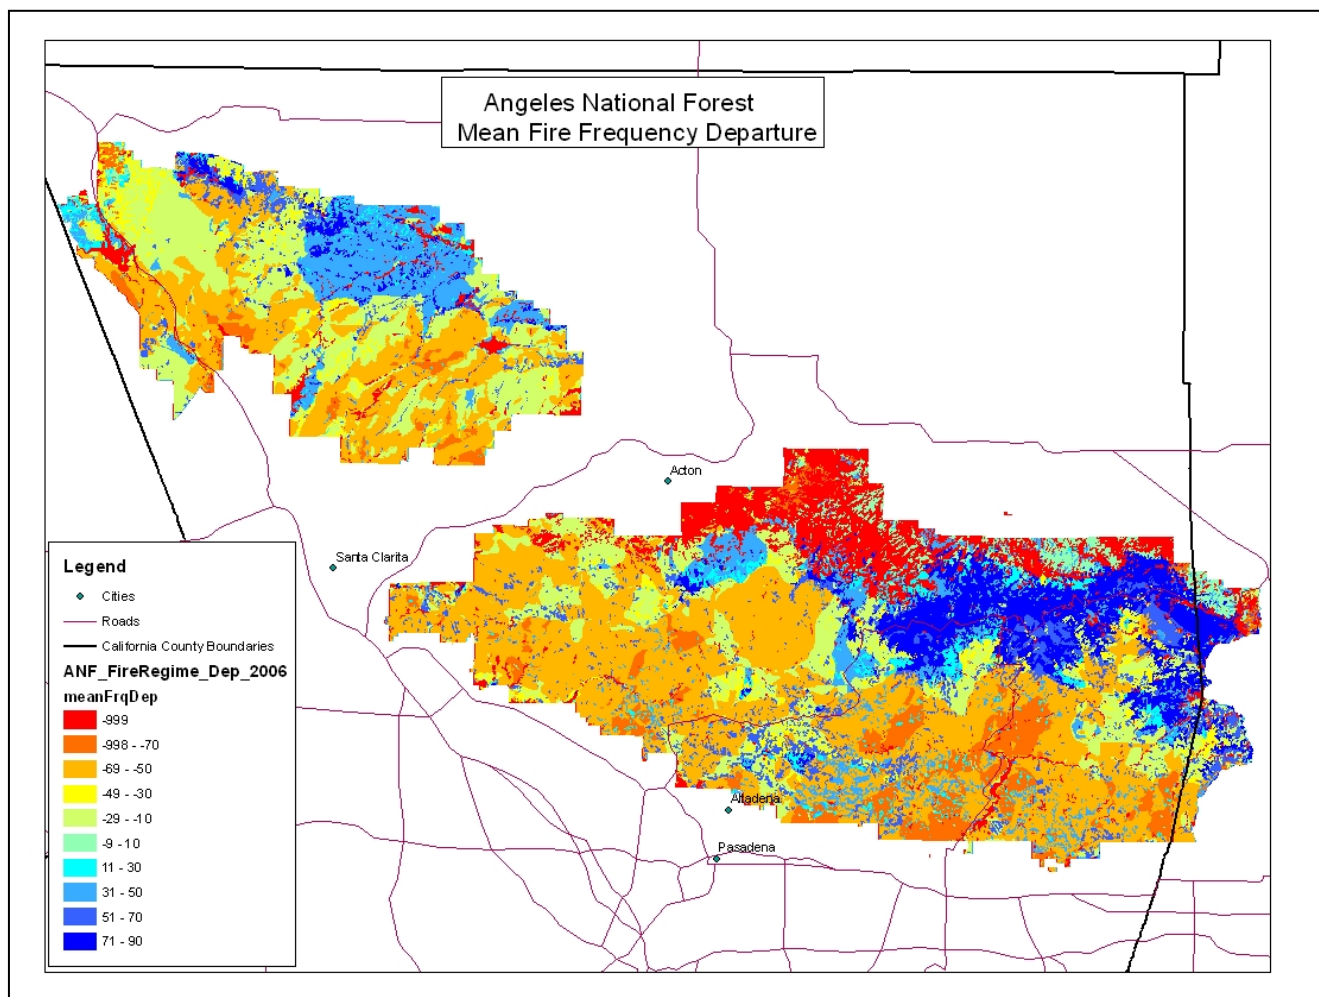 Angeles National Forest
Mean Fire Frequency Departure
Acton
Santa Clarita
Altadena
Pasadena
Legend
Cities
Roads
California County Boundaries
ANF_FireRegime_Dep_2006
meanFrqDep
-999
-998 - -70
-69 - -50
-49 - -30
-29 - -10
-9 - 10
11 - 30
31 - 50
51 - 70
71 - 90